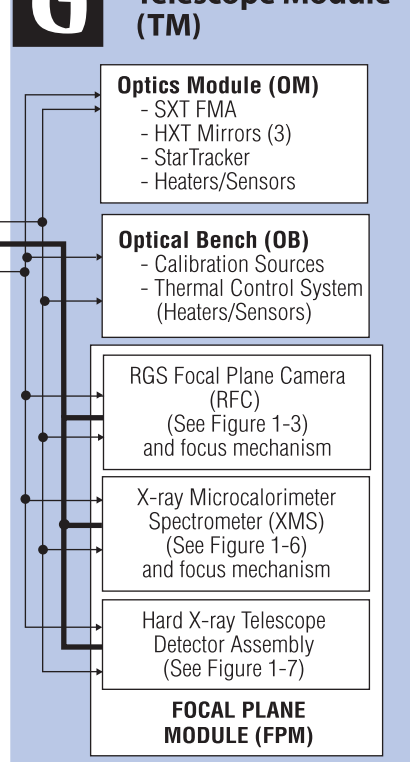 G
Telescope Module
(TM)
Optics Module (OM)
- SXT FMA
- HXT Mirrors (3)
- StarTracker
- Heaters/Sensors
Optical Bench (OB)
- Calibration Sources
- Thermal Control System
(Heaters/Sensors)
RGS Focal Plane Camera
(RFC)
(See Figure 1-3)
and focus mechanism
X-ray Microcalorimeter
Spectrometer (XMS)
(See Figure 1-6)
and focus mechanism
Hard X-ray Telescope
Detector Assembly
(See Figure 1-7)
FOCAL PLANE
MODULE (FPM)